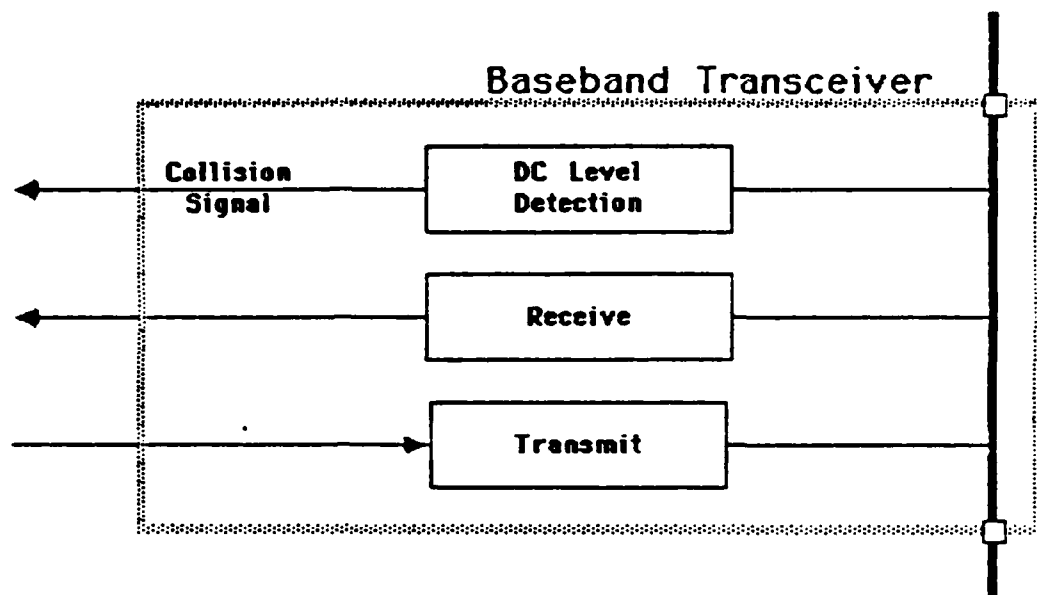 Baseband Transceiver
Collision
Signal
DC Level
Detection
Receive
Transmit